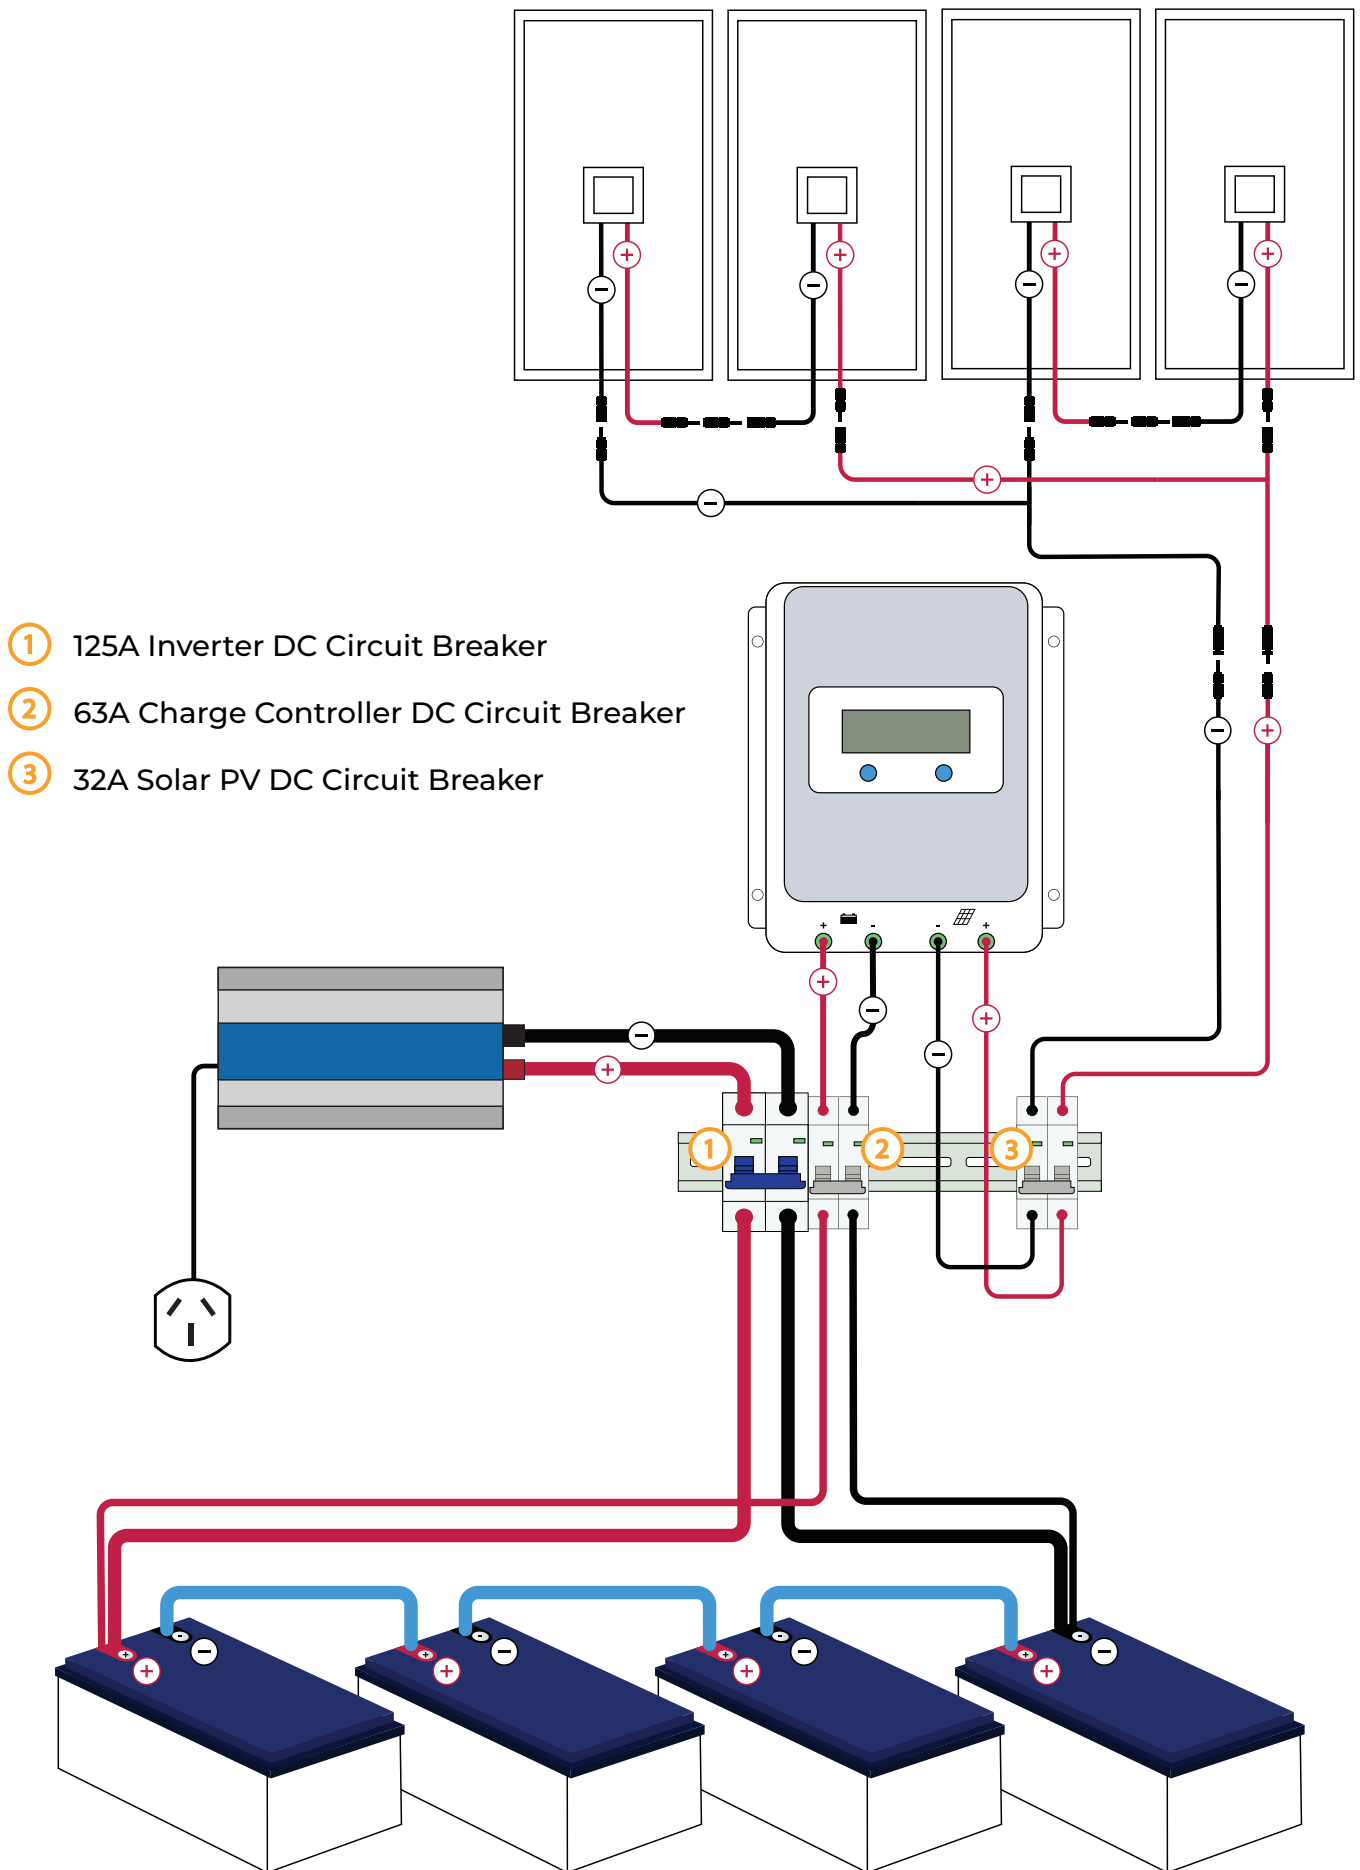 1 125A Inverter DC Circuit Breaker
2 63A Charge Controller DC Circuit Breaker
3 32A Solar PV DC Circuit Breaker
+ - - +
1 2 3